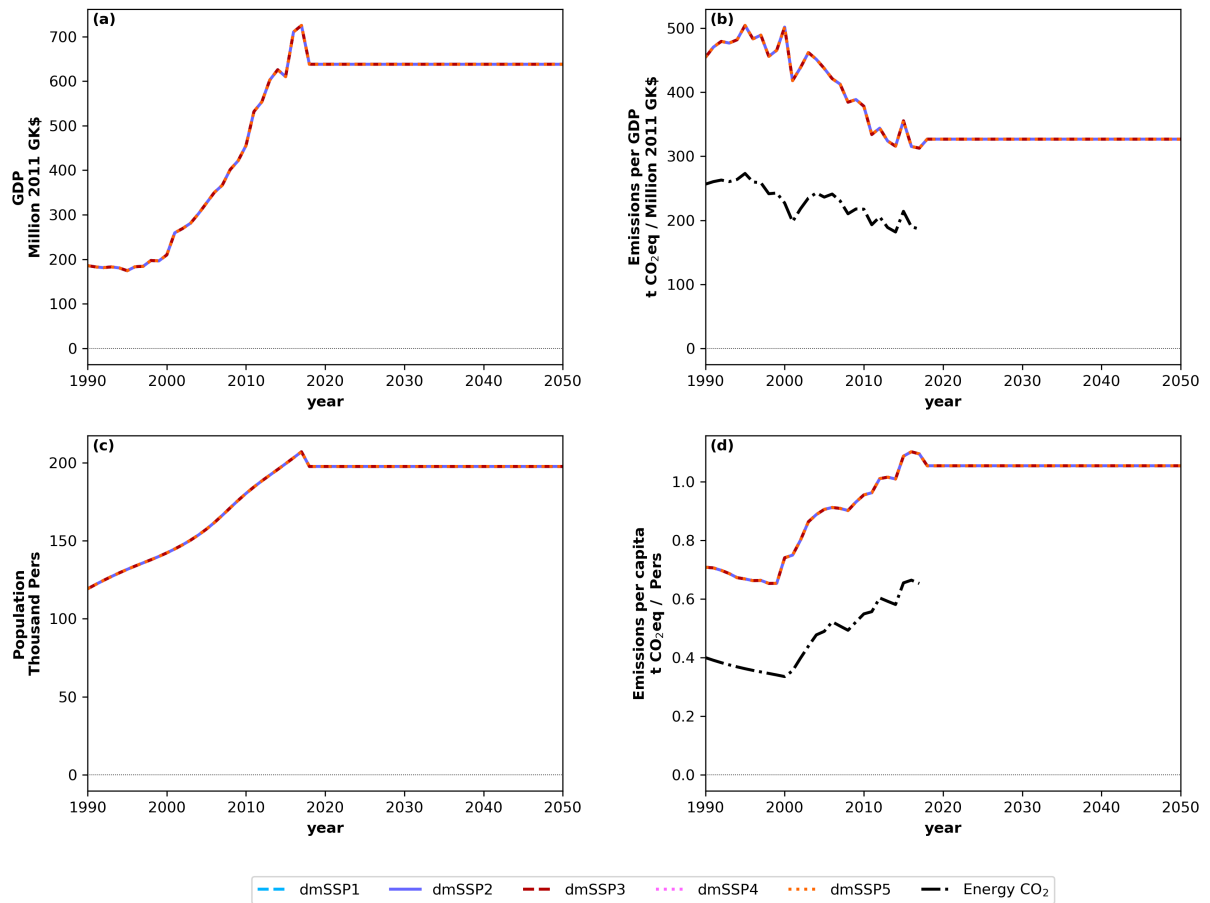 (a)
700
600
500
400
300
200
100
0
GDP
Million 2011 GK$
1990 2000 2010 2020 2030 2040 2050
year
(b)
500
400
300
200
100
0
Emissions per GDP
t CO₂eq / Million 2011 GK$
1990 2000 2010 2020 2030 2040 2050
year
(c)
200
150
100
50
0
Population
Thousand Pers
1990 2000 2010 2020 2030 2040 2050
year
(d)
1.0
0.8
0.6
0.4
0.2
0.0
Emissions per capita
t CO₂eq / Pers
1990 2000 2010 2020 2030 2040 2050
year
dmSSP1 dmSSP2 dmSSP3 dmSSP4 dmSSP5 Energy CO₂